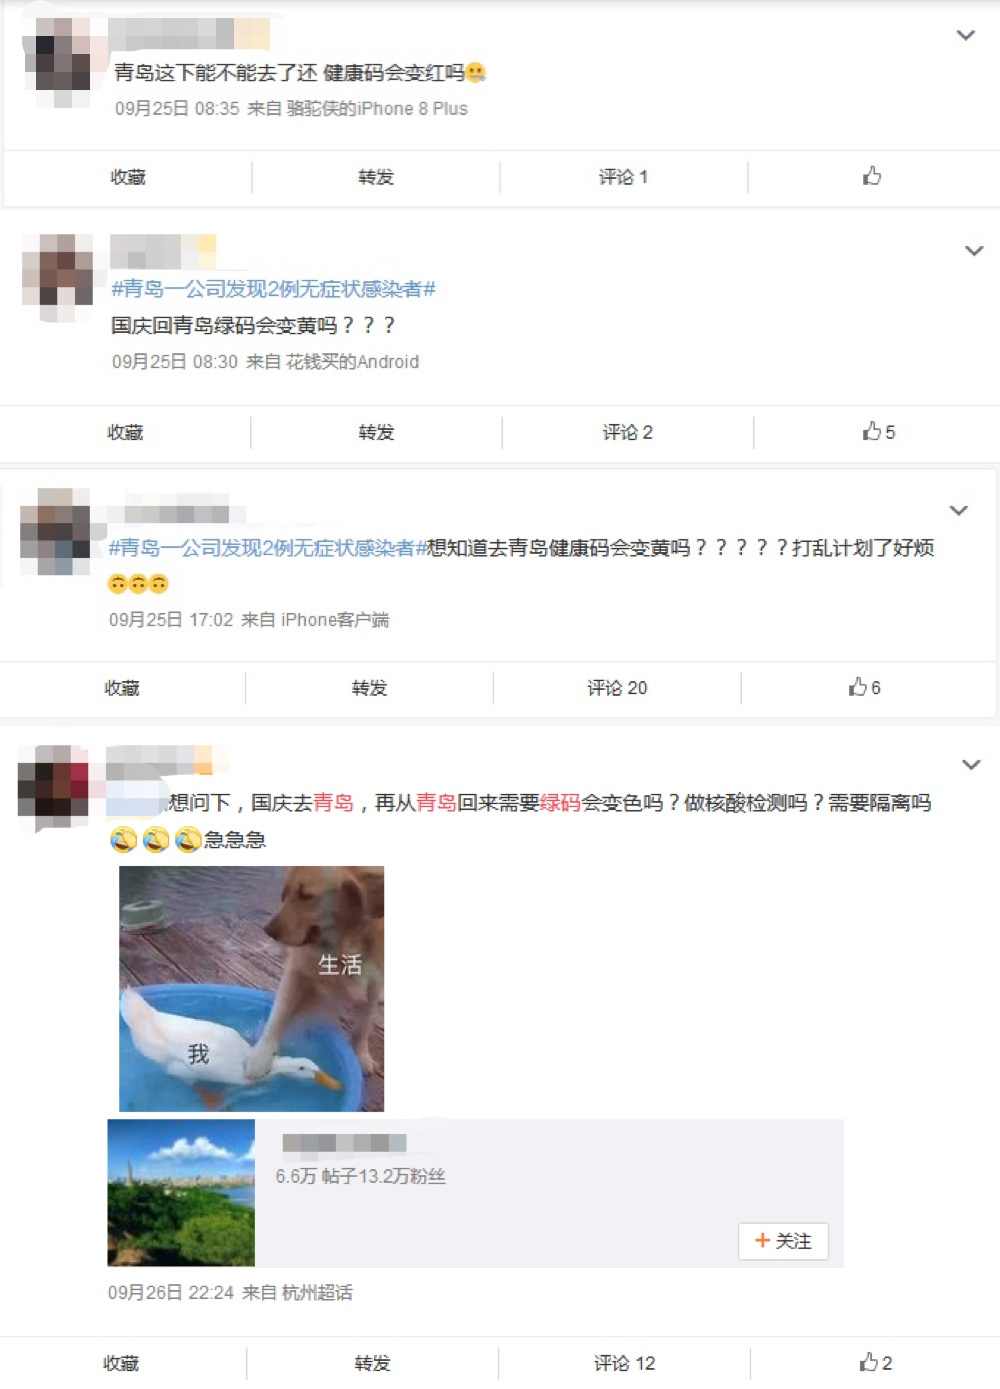 青岛这下能不能去了还 健康码会变红吗
09月25日 08:35 来自 骆驼侠的iPhone 8 Plus
收藏 转发 评论 1
#青岛一公司发现2例无症状感染者#
国庆回青岛绿码会变黄吗？？？
09月25日 08:30 来自 花钱买的Android
收藏 转发 评论 2 5
#青岛一公司发现2例无症状感染者#想知道去青岛健康码会变黄吗？？？？？打乱计划了好烦
09月25日 17:02 来自 iPhone客户端
收藏 转发 评论 20 6
想问下，国庆去青岛，再从青岛回来需要绿码会变色吗？做核酸检测吗？需要隔离吗
急急急
生活
我
6.6万 帖子13.2万粉丝
+ 关注
09月26日 22:24 来自 杭州超话
收藏 转发 评论 12 2